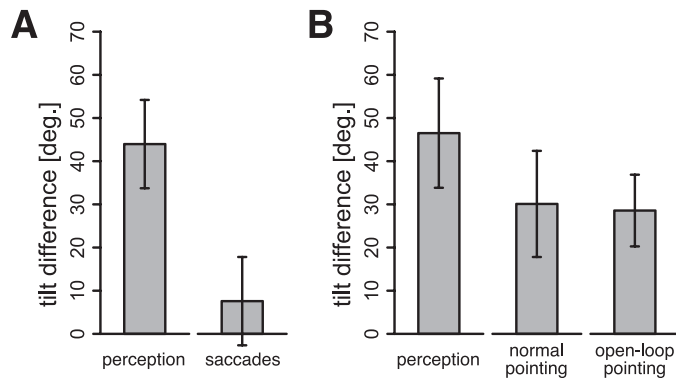 A
tilt difference [deg.]
70
60
50
40
30
20
10
0
perception
saccades
B
tilt difference [deg.]
70
60
50
40
30
20
10
0
perception
normal
pointing
open-loop
pointing